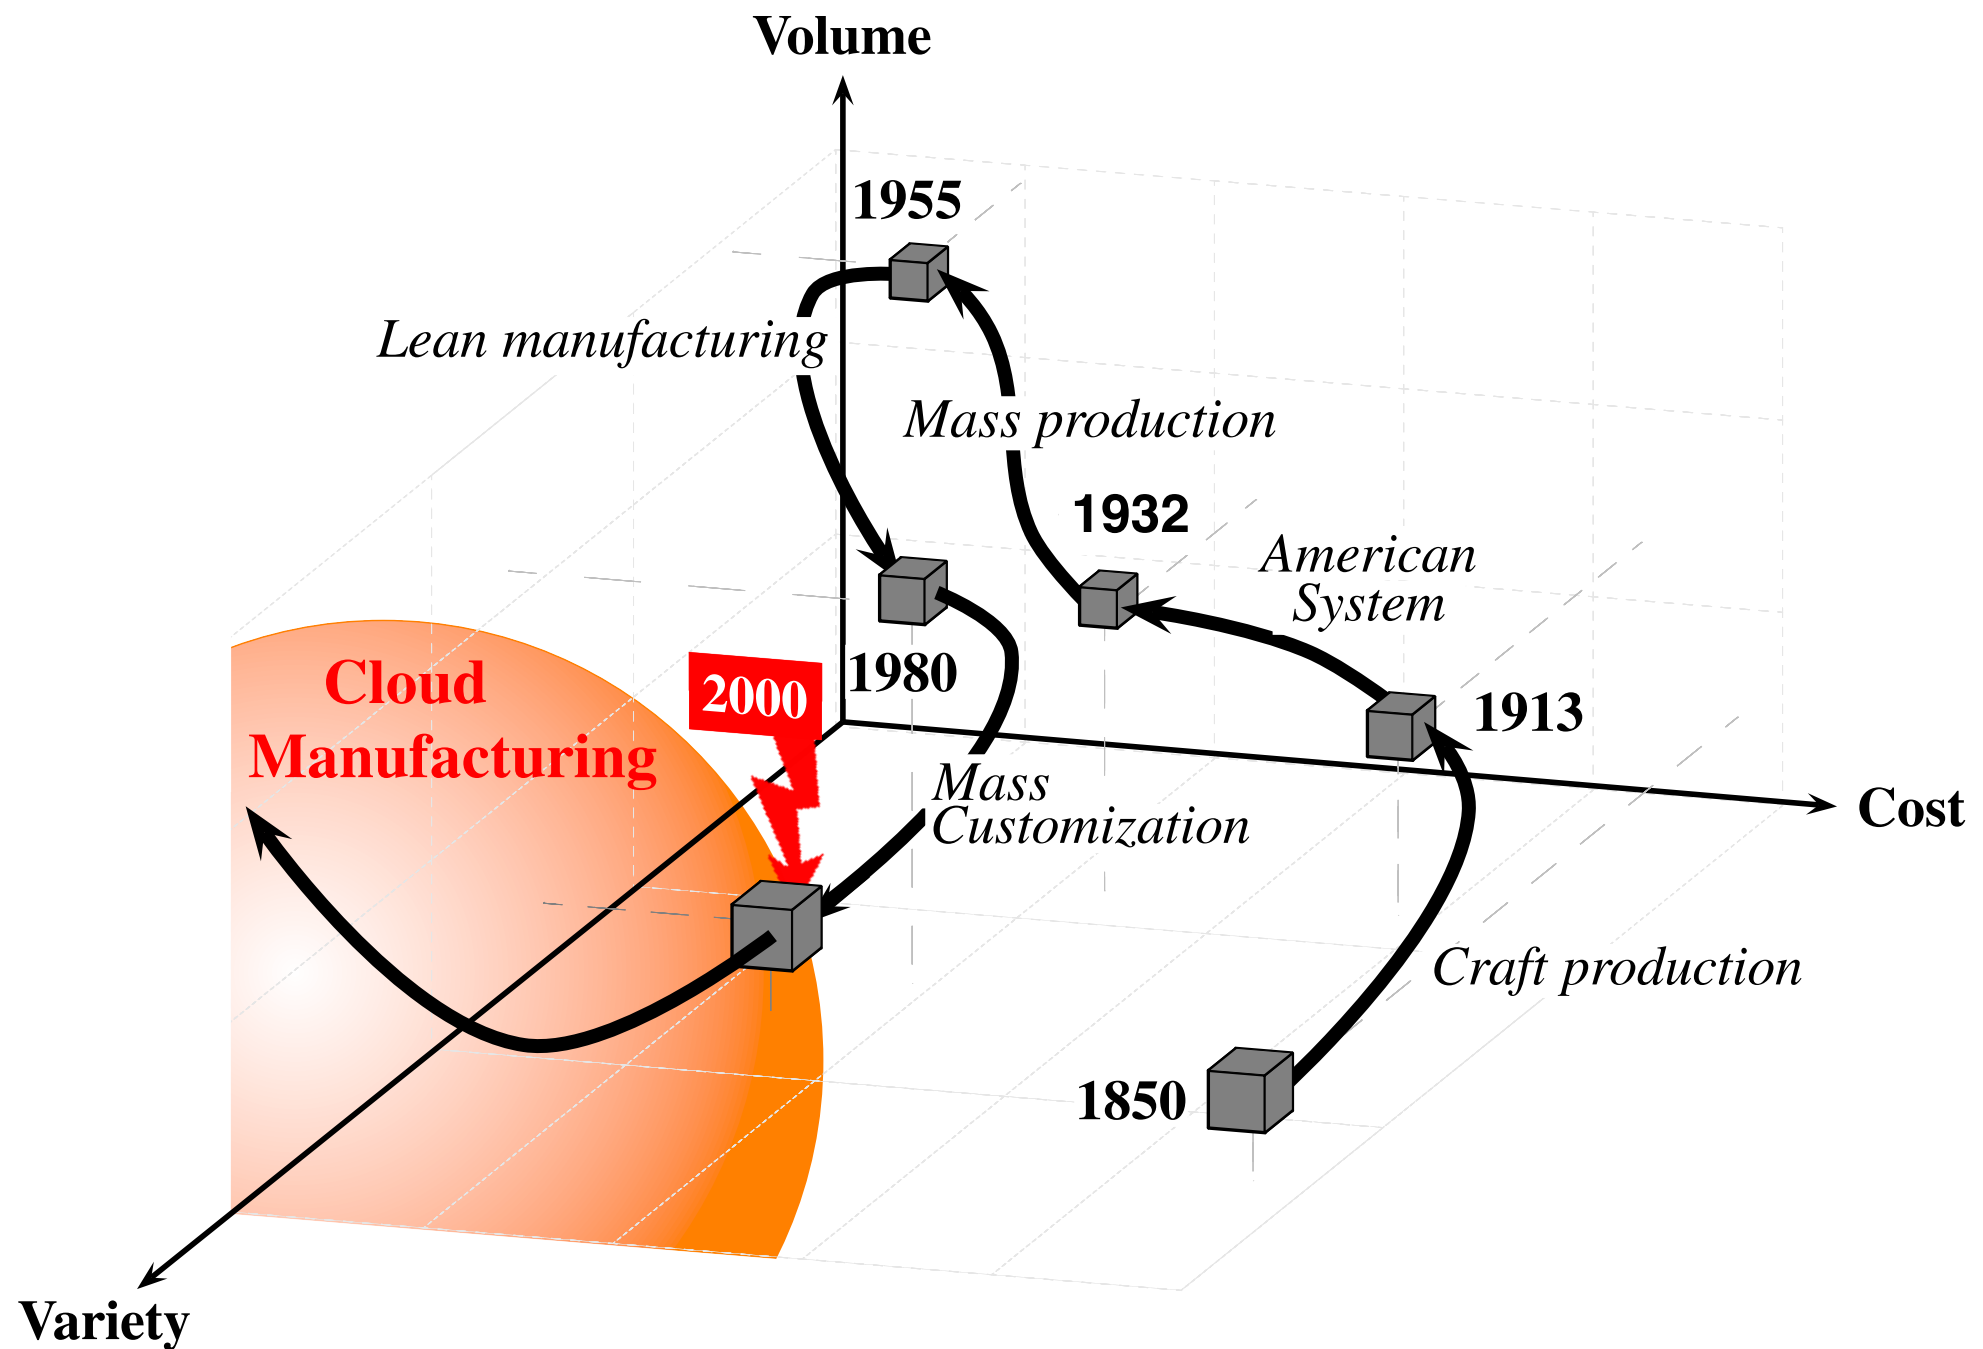 Volume
1955
Lean manufacturing
Mass production
1932
American
System
Cloud
Manufacturing
2000
1980
1913
Mass
Customization
Cost
Craft production
1850
Variety